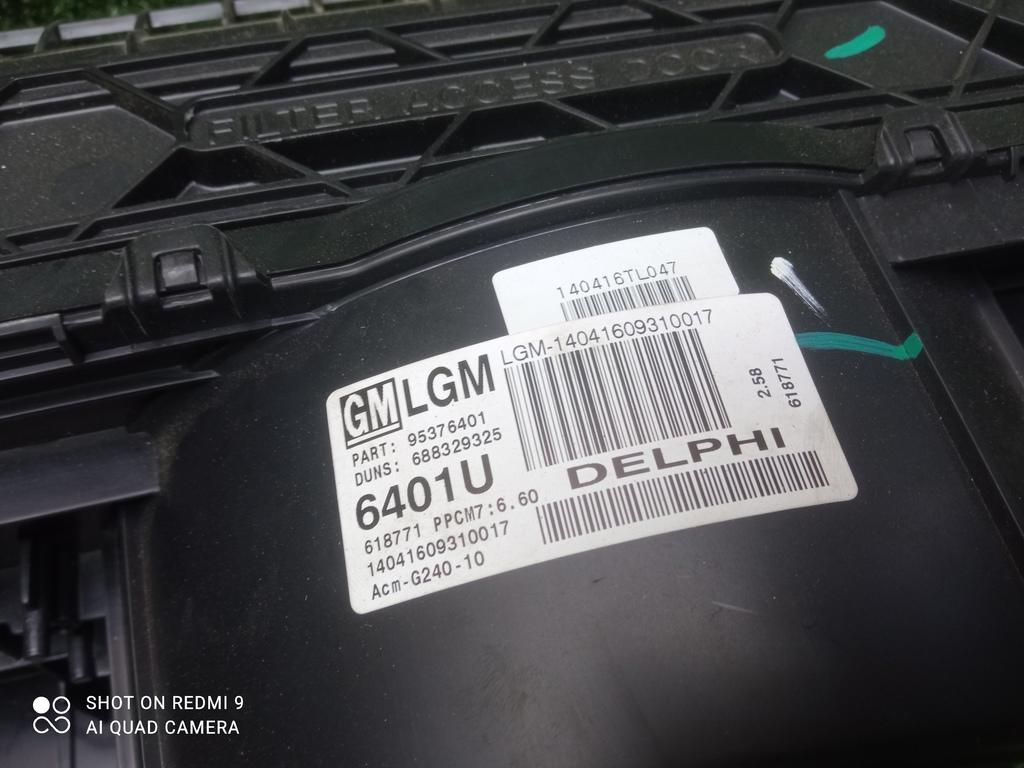 FILTER ACCESS DOOR
140416TL047
GM LGM
LGM-14041609310017
PART: 95376401
DUNS: 688329325
6401U
618771 PPCM7:6.60
14041609310017
Acm-G240-10
DELPHI
2.58
618771
SHOT ON REDMI 9
AI QUAD CAMERA